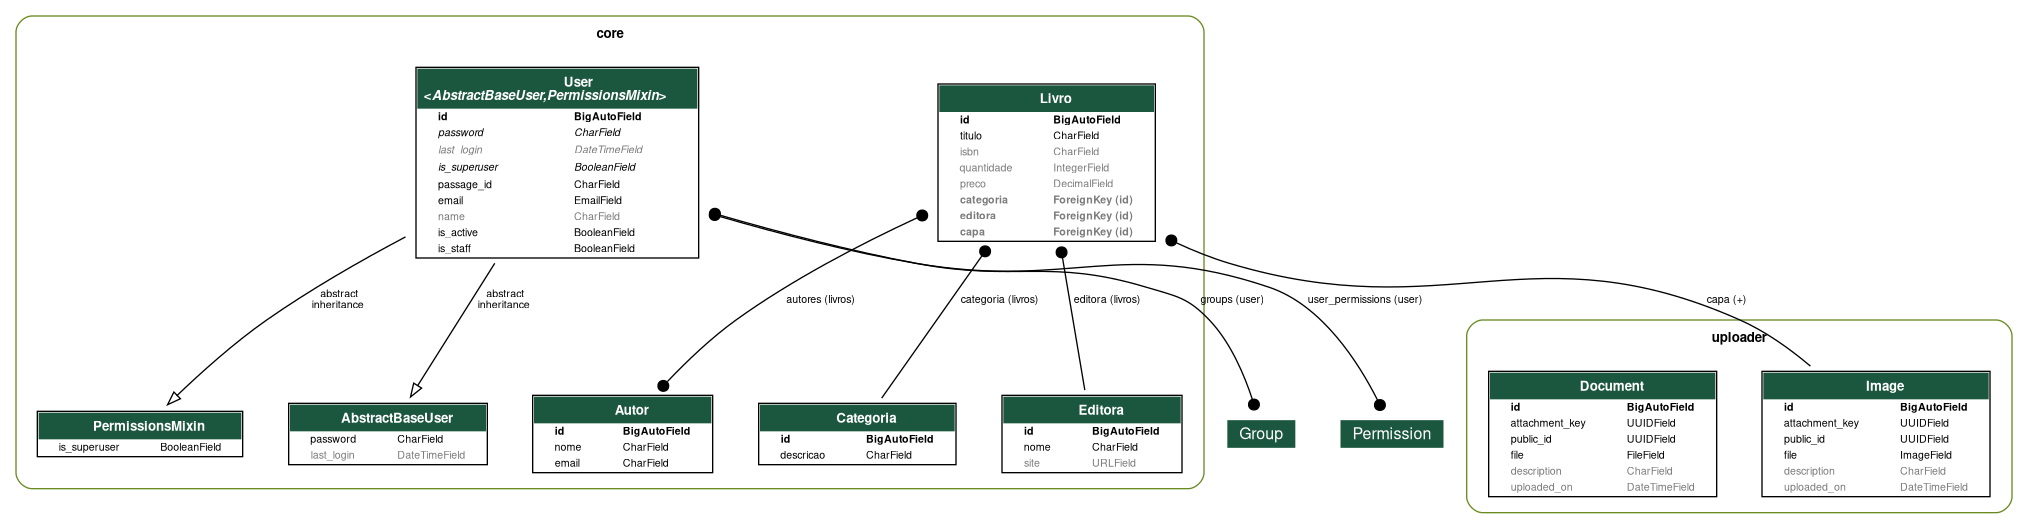 core
User
<AbstractBaseUser,PermissionsMixin>
id BigAutoField
password CharField
last_login DateTimeField
is_superuser BooleanField
passage_id CharField
email EmailField
name CharField
is_active BooleanField
is_staff BooleanField
Livro
id BigAutoField
titulo CharField
isbn CharField
quantidade IntegerField
preco DecimalField
categoria ForeignKey (id)
editora ForeignKey (id)
capa ForeignKey (id)
abstract
inheritance
abstract
inheritance
autores (livros)
categoria (livros)
editora (livros)
groups (user)
user_permissions (user)
capa (+)
PermissionsMixin
is_superuser BooleanField
AbstractBaseUser
password CharField
last_login DateTimeField
Autor
id BigAutoField
nome CharField
email CharField
Categoria
id BigAutoField
descricao CharField
Editora
id BigAutoField
nome CharField
site URLField
Group
Permission
uploader
Document
id BigAutoField
attachment_key UUIDField
public_id UUIDField
file FileField
description CharField
uploaded_on DateTimeField
Image
id BigAutoField
attachment_key UUIDField
public_id UUIDField
file ImageField
description CharField
uploaded_on DateTimeField